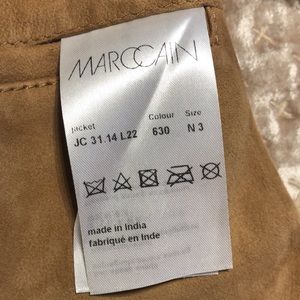 MARCCAIN
Jacket Colour Size
JC 31.14 L22 630 N 3
made in India
fabriqué en Inde